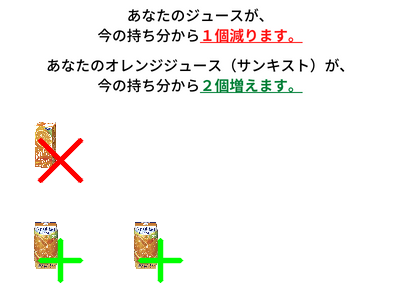 あなたのジュースが、
今の持ち分から１個減ります。
あなたのオレンジジュース（サンキスト）が、
今の持ち分から２個増えます。